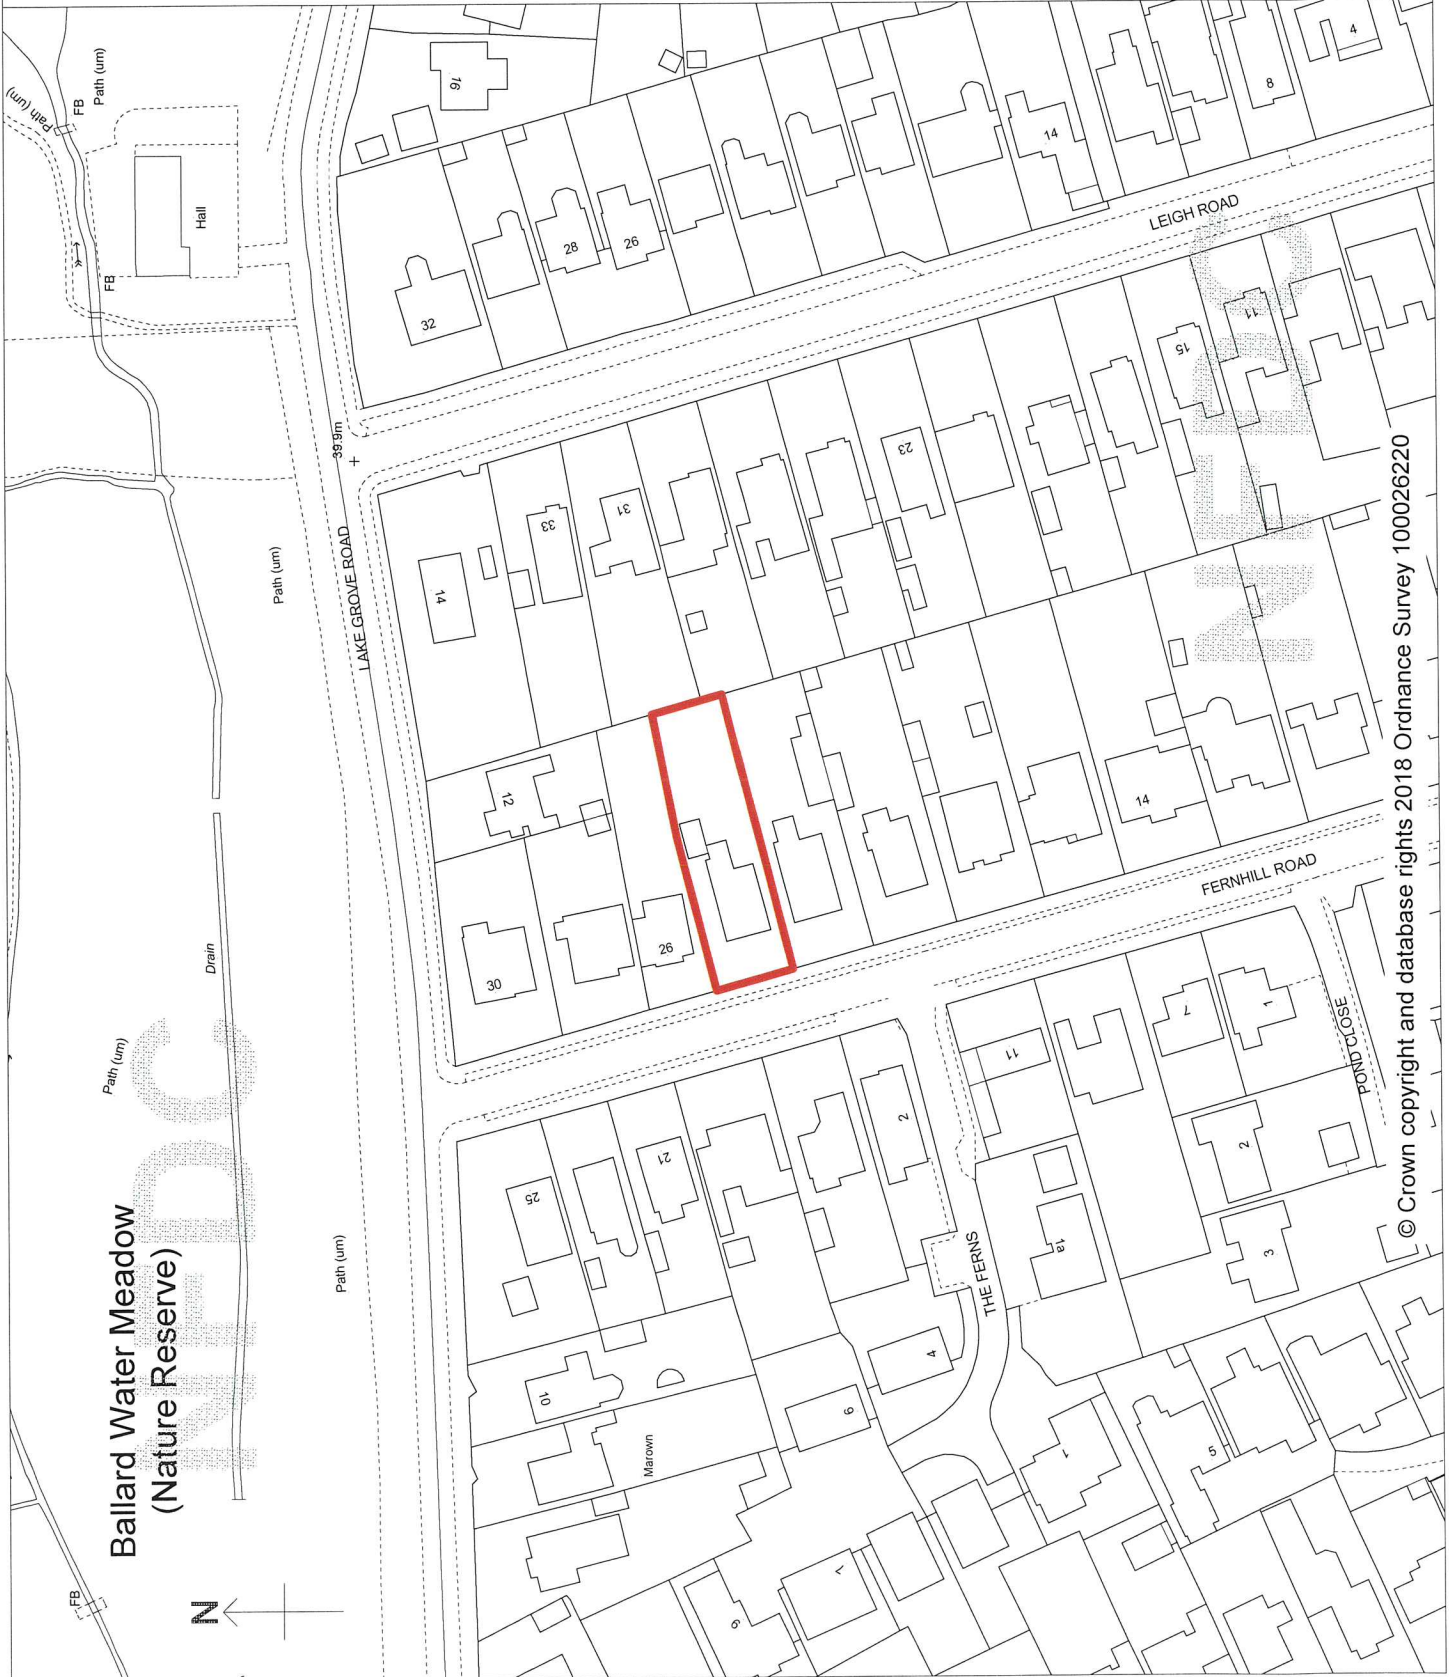 FB
Ballard Water Meadow
(Nature Reserve)
N
NFDC
Path (um)
Drain
Path (um)
FB
FB
Path (um)
Path (um)
Hall
Path (um)
Path (um)
LAKE GROVE ROAD
39.9m
+
10
25
30
12
14
33
31
32
28
26
16
Marown
21
26
23
6
4
2
THE FERNS
11
1a
1
7
1
2
3
5
14
14
15
11
8
4
LEIGH ROAD
FERNHILL ROAD
POND CLOSE
NFDC
© Crown copyright and database rights 2018 Ordnance Survey 100026220